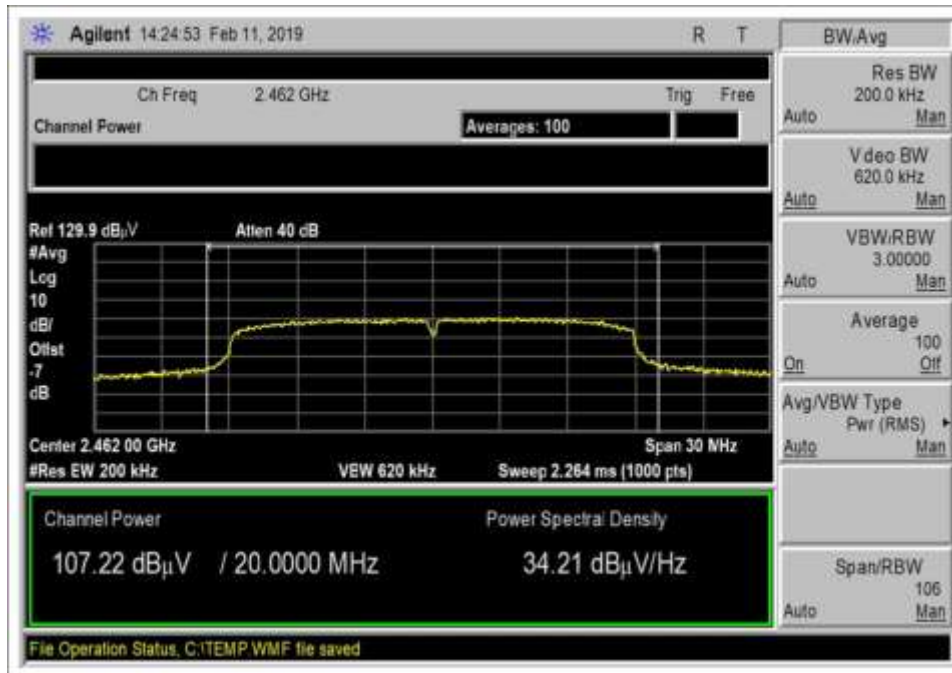 Agilent 14:24:53 Feb 11, 2019 R T
Ch Freq 2.462 GHz Trig Free
Channel Power Averages: 100
Ref 129.9 dBµV Atten 40 dB
#Avg
Log
10
dB/
Offst
-7
dB
Center 2.462 00 GHz Span 30 MHz
#Res BW 200 kHz VBW 620 kHz Sweep 2.264 ms (1000 pts)
Channel Power Power Spectral Density
107.22 dBµV / 20.0000 MHz 34.21 dBµV/Hz
File Operation Status, C:\TEMP.WMF file saved
BW/Avg
Res BW
200.0 kHz
Auto Man
Video BW
620.0 kHz
Auto Man
VBW/RBW
3.00000
Auto Man
Average
100
On Off
Avg/VBW Type
Pwr (RMS)
Auto Man
Span/RBW
106
Auto Man